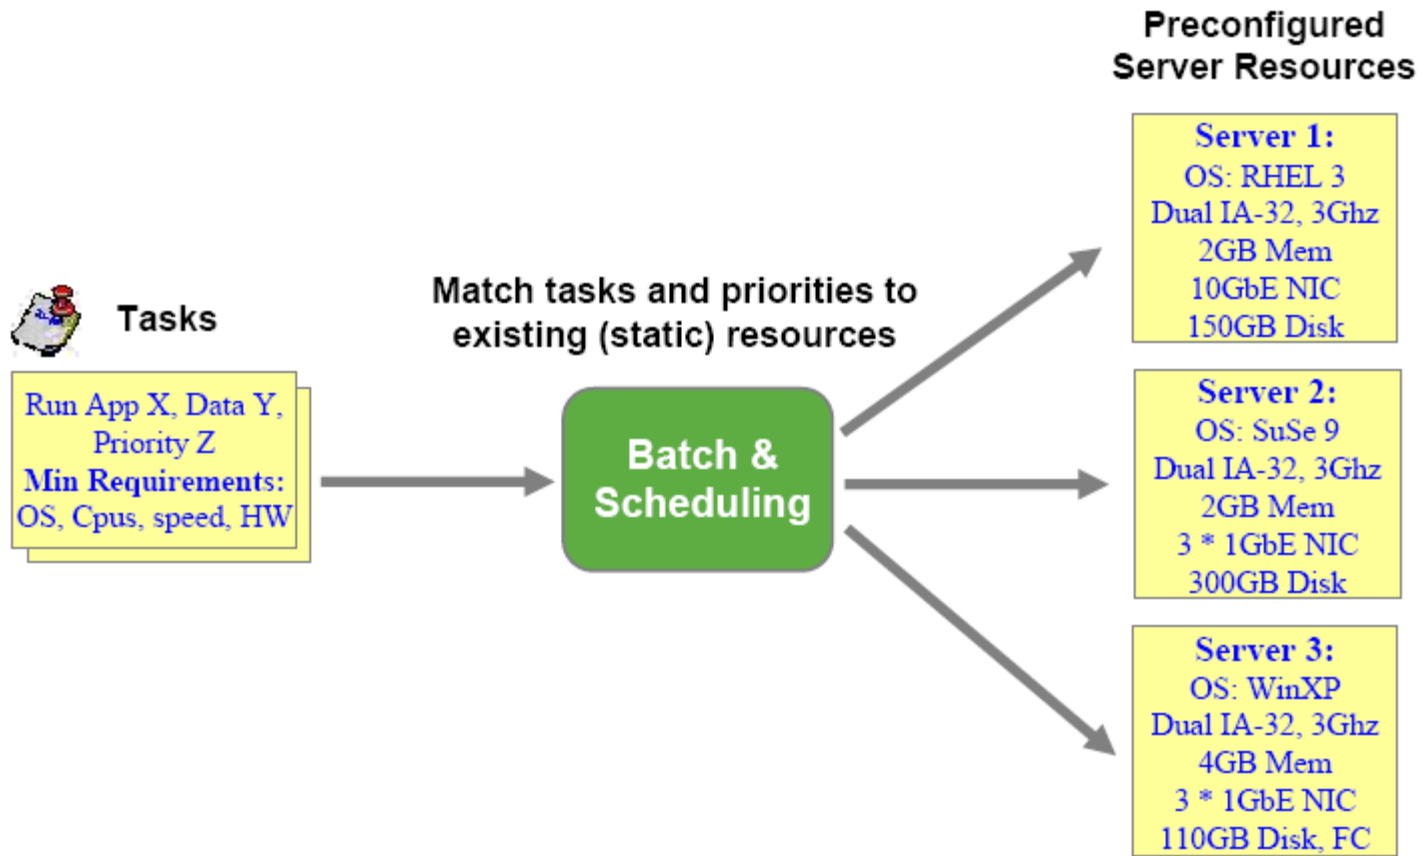 Preconfigured
Server Resources
Server 1:
OS: RHEL 3
Dual IA-32, 3Ghz
2GB Mem
10GbE NIC
150GB Disk
Tasks
Match tasks and priorities to
existing (static) resources
Run App X, Data Y,
Priority Z
Min Requirements:
OS, Cpus, speed, HW
Batch &
Scheduling
Server 2:
OS: SuSe 9
Dual IA-32, 3Ghz
2GB Mem
3 * 1GbE NIC
300GB Disk
Server 3:
OS: WinXP
Dual IA-32, 3Ghz
4GB Mem
3 * 1GbE NIC
110GB Disk, FC